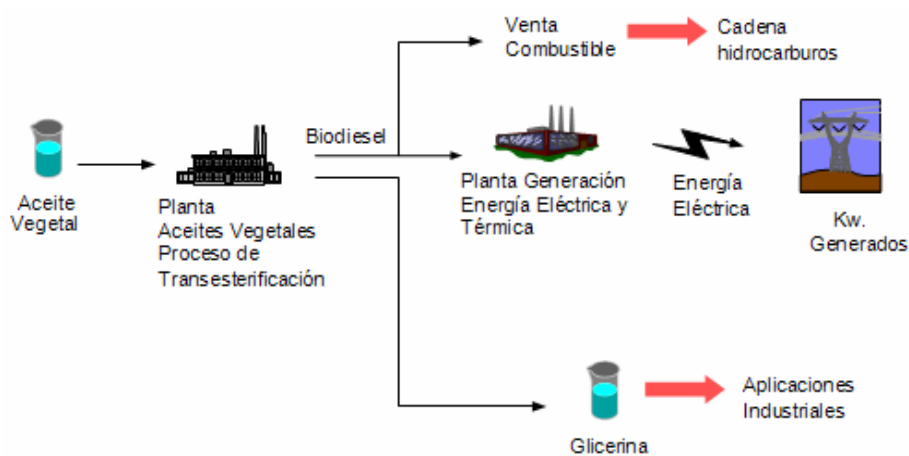 Venta
Combustible
Cadena
hidrocarburos
Biodiesel
Aceite
Vegetal
Planta
Aceites Vegetales
Proceso de
Transesterificación
Planta Generación
Energía Eléctrica y
Térmica
Energía
Eléctrica
Kw.
Generados
Glicerina
Aplicaciones
Industriales